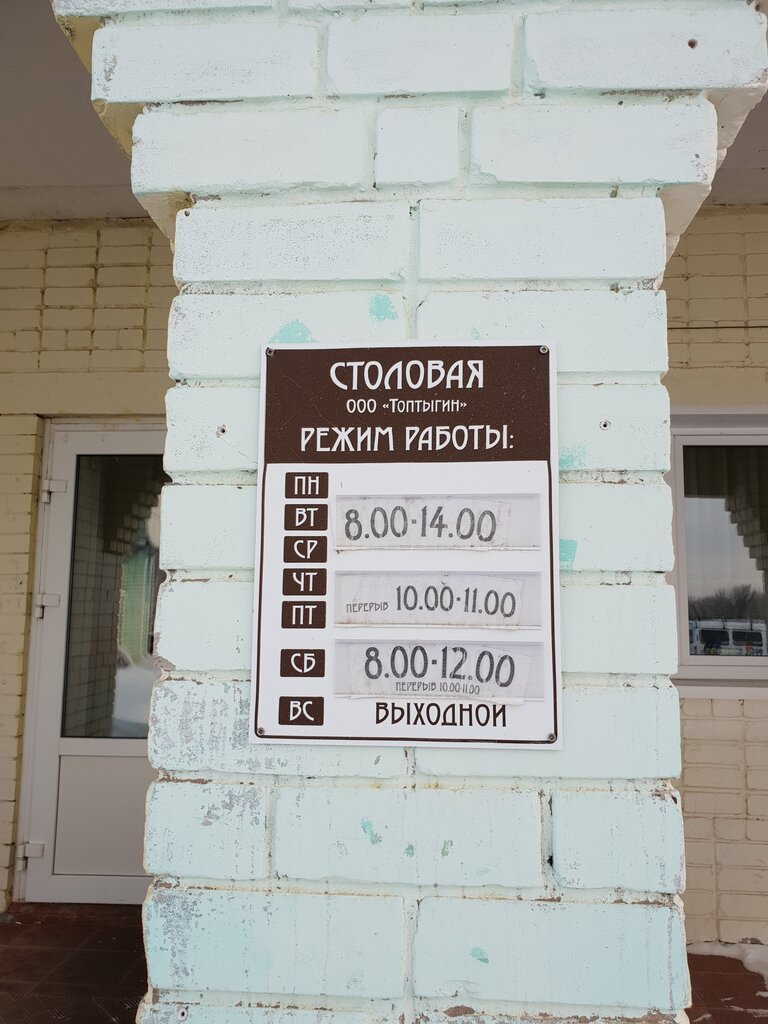 СТОЛОВАЯ
ООО «Топтыгин»
РЕЖИМ РАБОТЫ:
ПН
ВТ 8.00-14.00
СР
ЧТ
ПЕРЕРЫВ 10.00-11.00
ПТ
СБ 8.00-12.00
ПЕРЕРЫВ 10.00 11.00
ВС ВЫХОДНОЙ